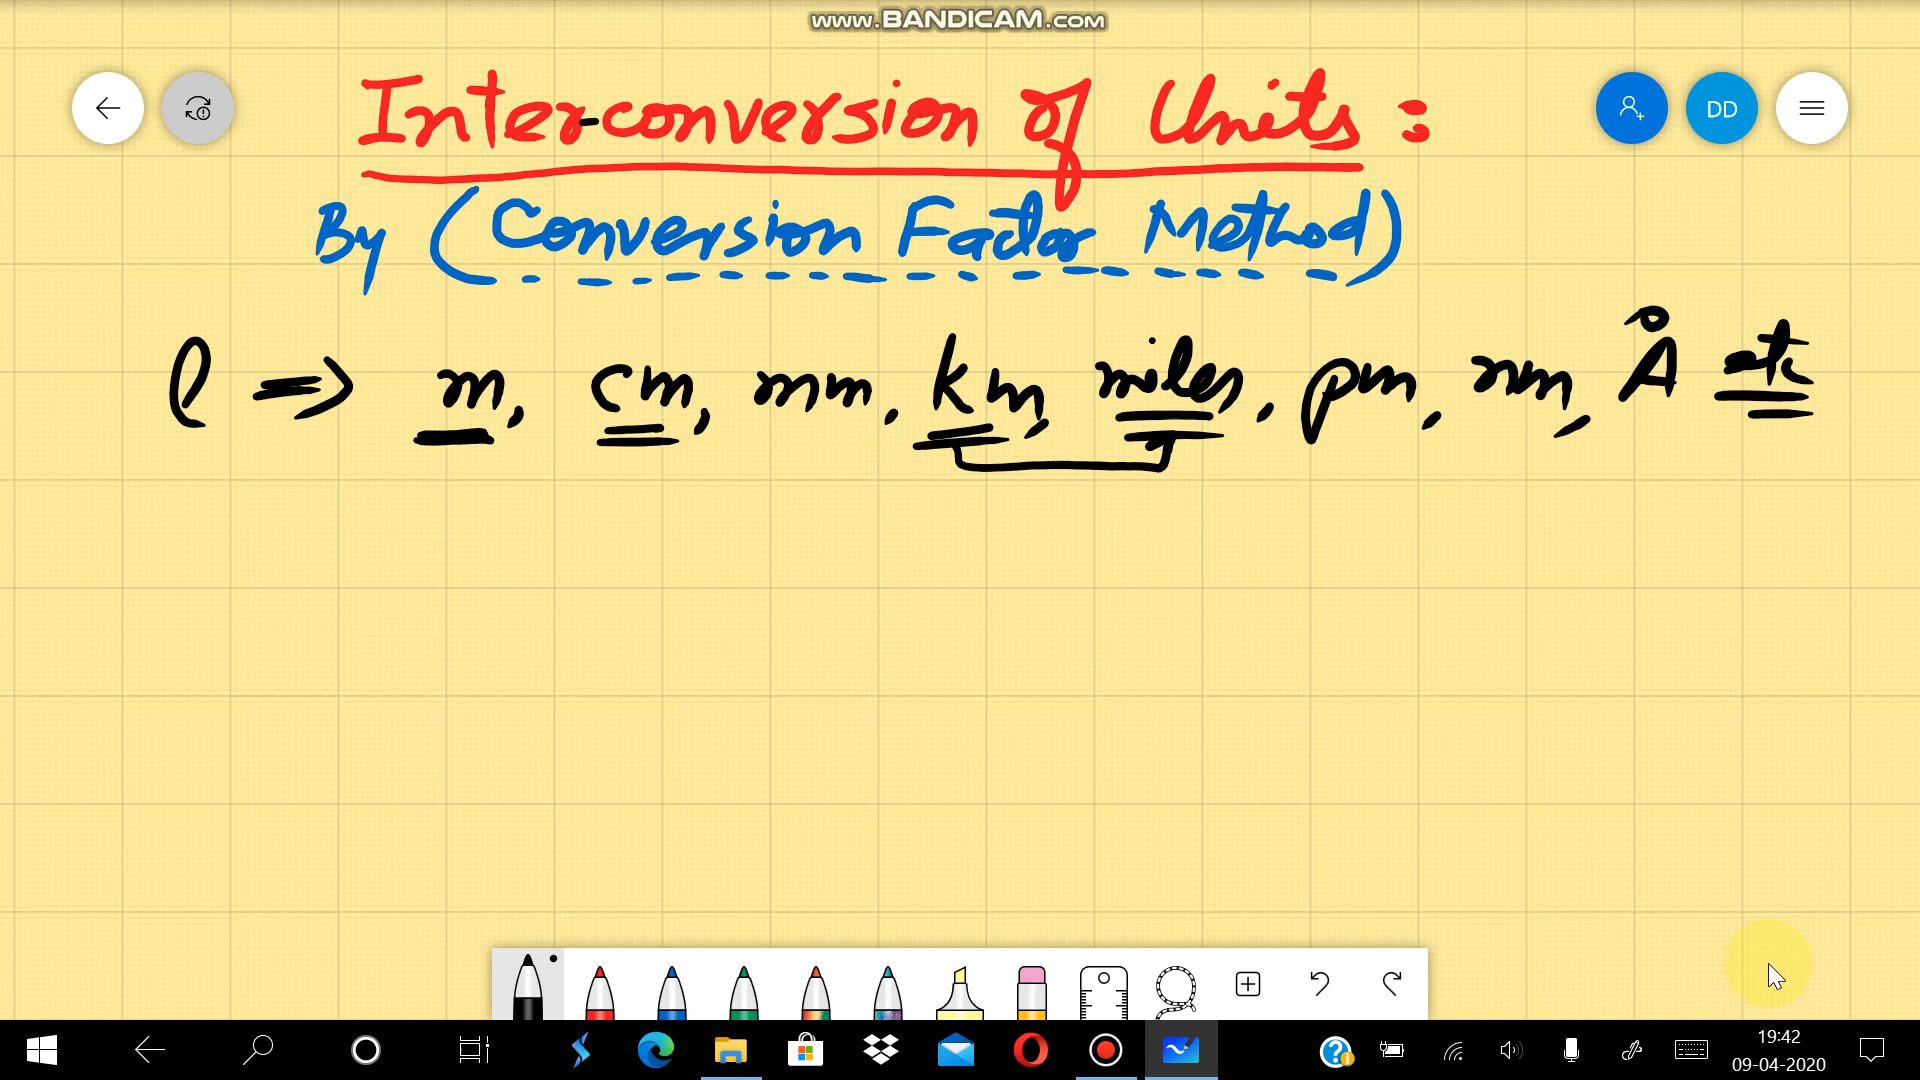 www.BANDICAM.com
Inter-conversion of Units :
DD
By (Conversion Factor Method)
l ⇒ m, cm, mm, km, miles, pm, nm, Å etc
19:42
09-04-2020